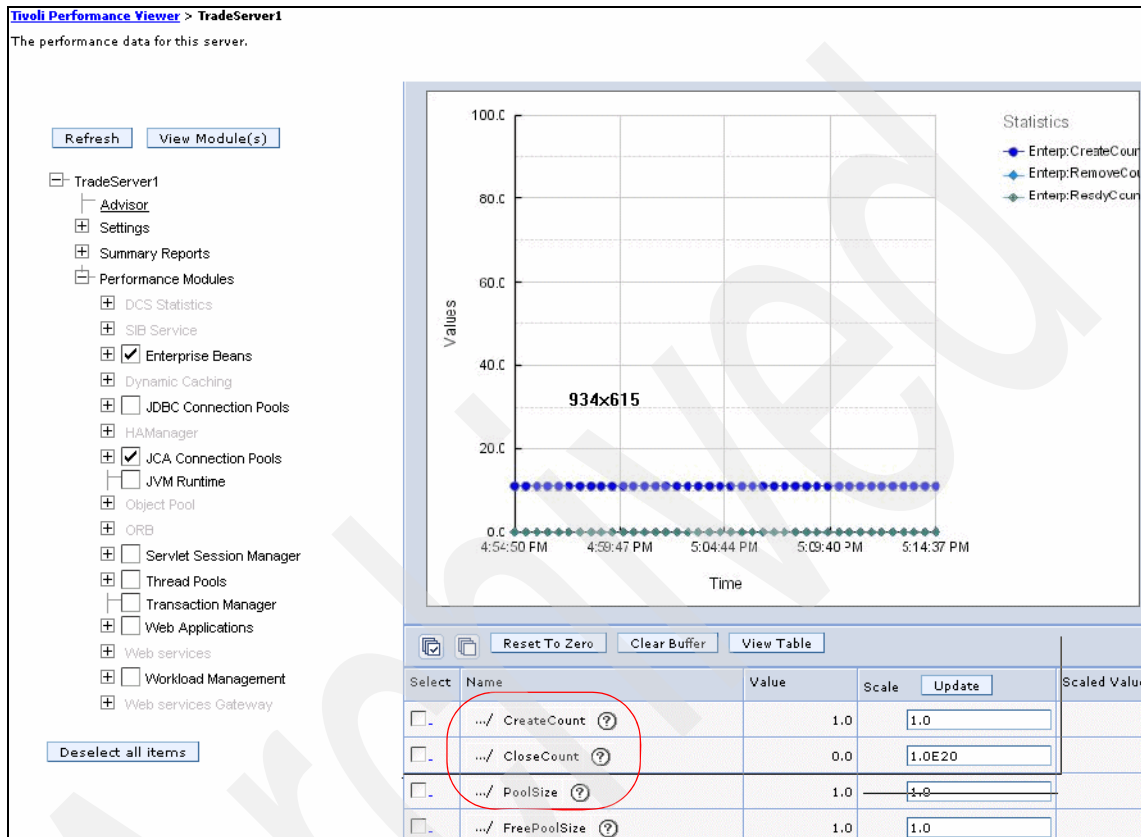 Tivoli Performance Viewer > TradeServer1
The performance data for this server.
Refresh View Module(s)
TradeServer1
Advisor
Settings
Summary Reports
Performance Modules
DCS Statistics
SIB Service
Enterprise Beans
Dynamic Caching
JDBC Connection Pools
HAManager
JCA Connection Pools
JVM Runtime
Object Pool
ORB
Servlet Session Manager
Thread Pools
Transaction Manager
Web Applications
Web services
Workload Management
Web services Gateway
Deselect all items
100.0
80.0
60.0
40.0
20.0
0.0
Values
934x615
4:54:50 PM 4:59:47 PM 5:04:44 PM 5:09:40 PM 5:14:37 PM
Time
Statistics
Enterp:CreateCour
Enterp:RemoveCou
Enterp:ReadyCoun
Reset To Zero Clear Buffer View Table
Select Name Value Scale Update Scaled Value
.../ CreateCount ? 1.0 1.0
.../ CloseCount ? 0.0 1.0E20
.../ PoolSize ? 1.0 1.0
.../ FreePoolSize ? 1.0 1.0
Archived